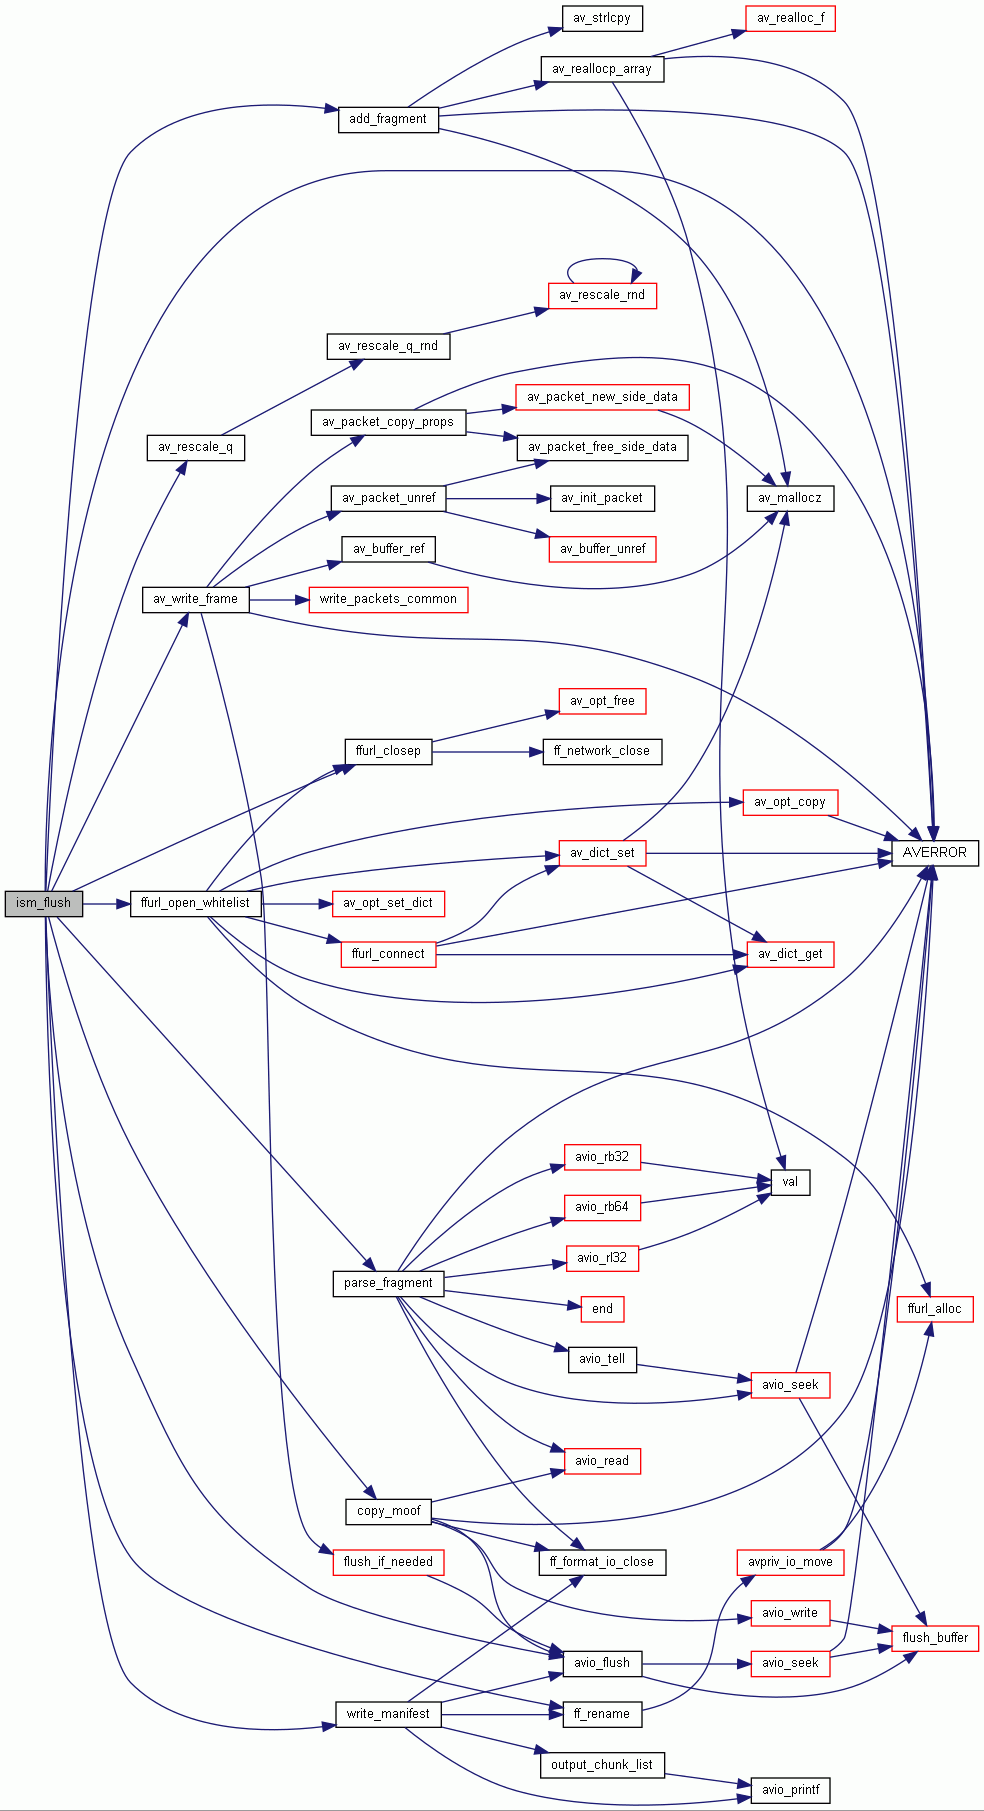 av_strlcpy
av_realloc_f
av_reallocp_array
add_fragment
av_rescale_rnd
av_rescale_q_rnd
av_packet_new_side_data
av_packet_copy_props
av_rescale_q
av_packet_free_side_data
av_packet_unref
av_init_packet
av_mallocz
av_buffer_ref
av_buffer_unref
av_write_frame
write_packets_common
av_opt_free
ffurl_closep
ff_network_close
av_opt_copy
av_dict_set
AVERROR
ism_flush
ffurl_open_whitelist
av_opt_set_dict
ffurl_connect
av_dict_get
avio_rb32
val
avio_rb64
avio_rl32
parse_fragment
end
ffurl_alloc
avio_tell
avio_seek
avio_read
copy_moof
flush_if_needed
ff_format_io_close
avpriv_io_move
avio_write
flush_buffer
avio_flush
avio_seek
write_manifest
ff_rename
output_chunk_list
avio_printf